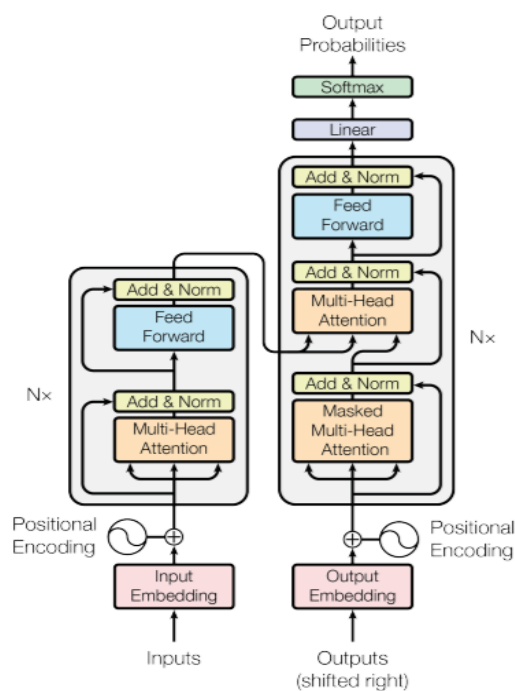 Output
Probabilities
Softmax
Linear
Add & Norm
Feed
Forward
Add & Norm
Multi-Head
Attention
Add & Norm
Masked
Multi-Head
Attention
N×
Positional
Encoding
Output
Embedding
Outputs
(shifted right)
Add & Norm
Feed
Forward
Add & Norm
Multi-Head
Attention
N×
Positional
Encoding
Input
Embedding
Inputs